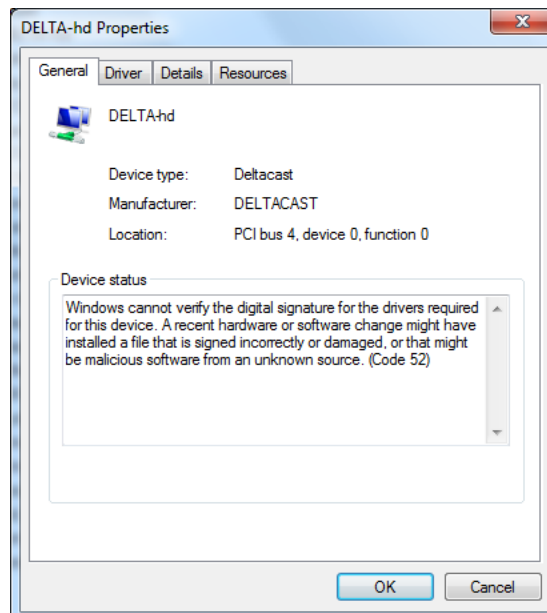 DELTA-hd Properties
General Driver Details Resources
DELTA-hd
Device type: Deltacast
Manufacturer: DELTACAST
Location: PCI bus 4, device 0, function 0
Device status
Windows cannot verify the digital signature for the drivers required
for this device. A recent hardware or software change might have
installed a file that is signed incorrectly or damaged, or that might
be malicious software from an unknown source. (Code 52)
OK Cancel